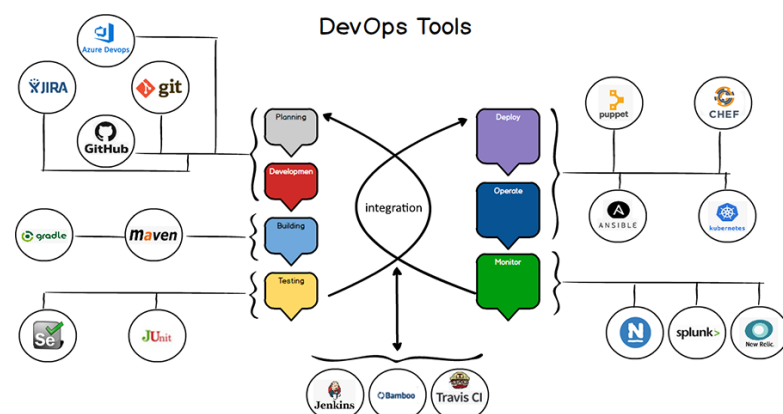 DevOps Tools
Azure Devops
JIRA
git
GitHub
Planning
Developmen
gradle
maven
Building
Testing
Se
JUnit
integration
Deploy
Operate
Monitor
puppet
CHEF
ANSIBLE
kubernetes
N
splunk>
New Relic.
Jenkins
Bamboo
Travis CI